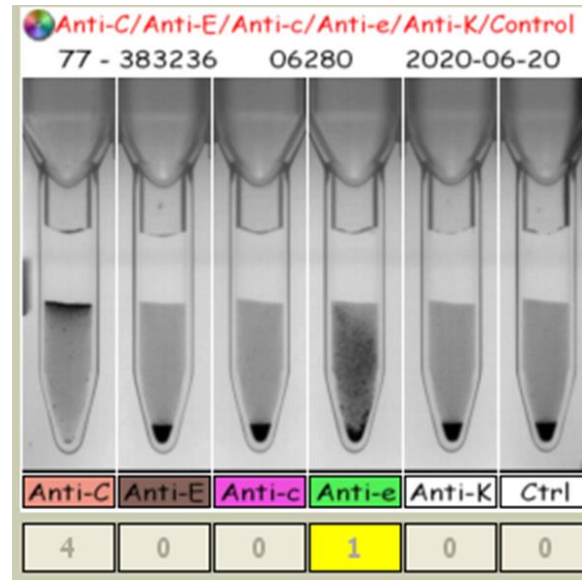 Anti-C/Anti-E/Anti-c/Anti-e/Anti-K/Control
77 - 383236 06280 2020-06-20
Anti-C Anti-E Anti-c Anti-e Anti-K Ctrl
4 0 0 1 0 0